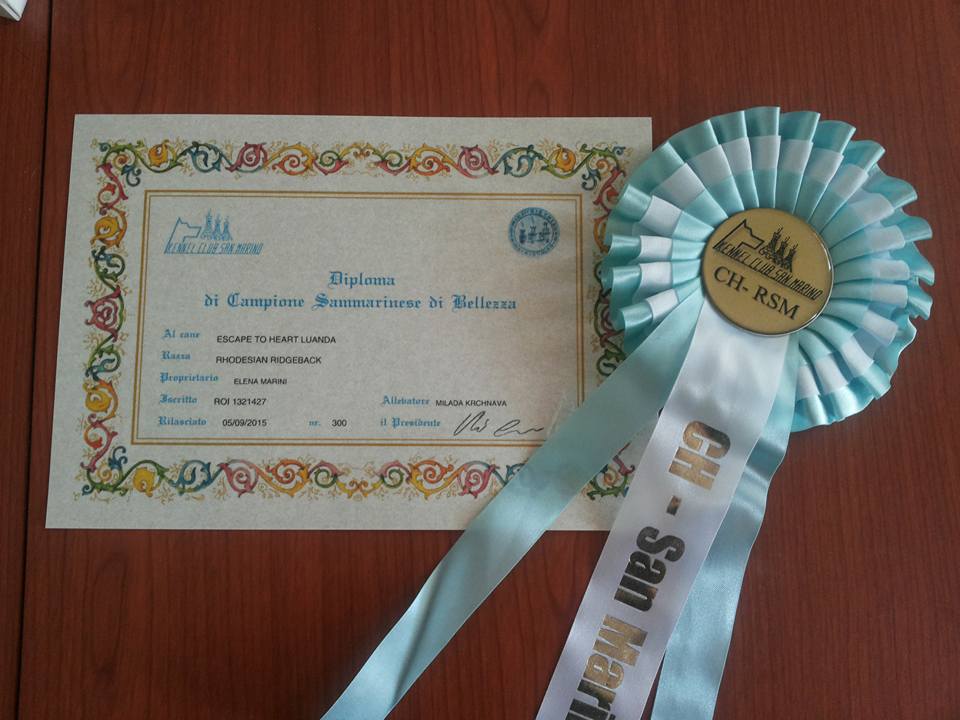 KENNEL CLUB SAN MARINO
Diploma
di Campione Sammarinese di Bellezza
Al cane ESCAPE TO HEART LUANDA
Razza RHODESIAN RIDGEBACK
Proprietario ELENA MARINI
Iscritto ROI 1321427 Allevatore MILADA KRCHNAVA
Rilasciato 05/09/2015 nr. 300 il Presidente
KENNEL CLUB SAN MARINO
CH- RSM
CH - San Mari